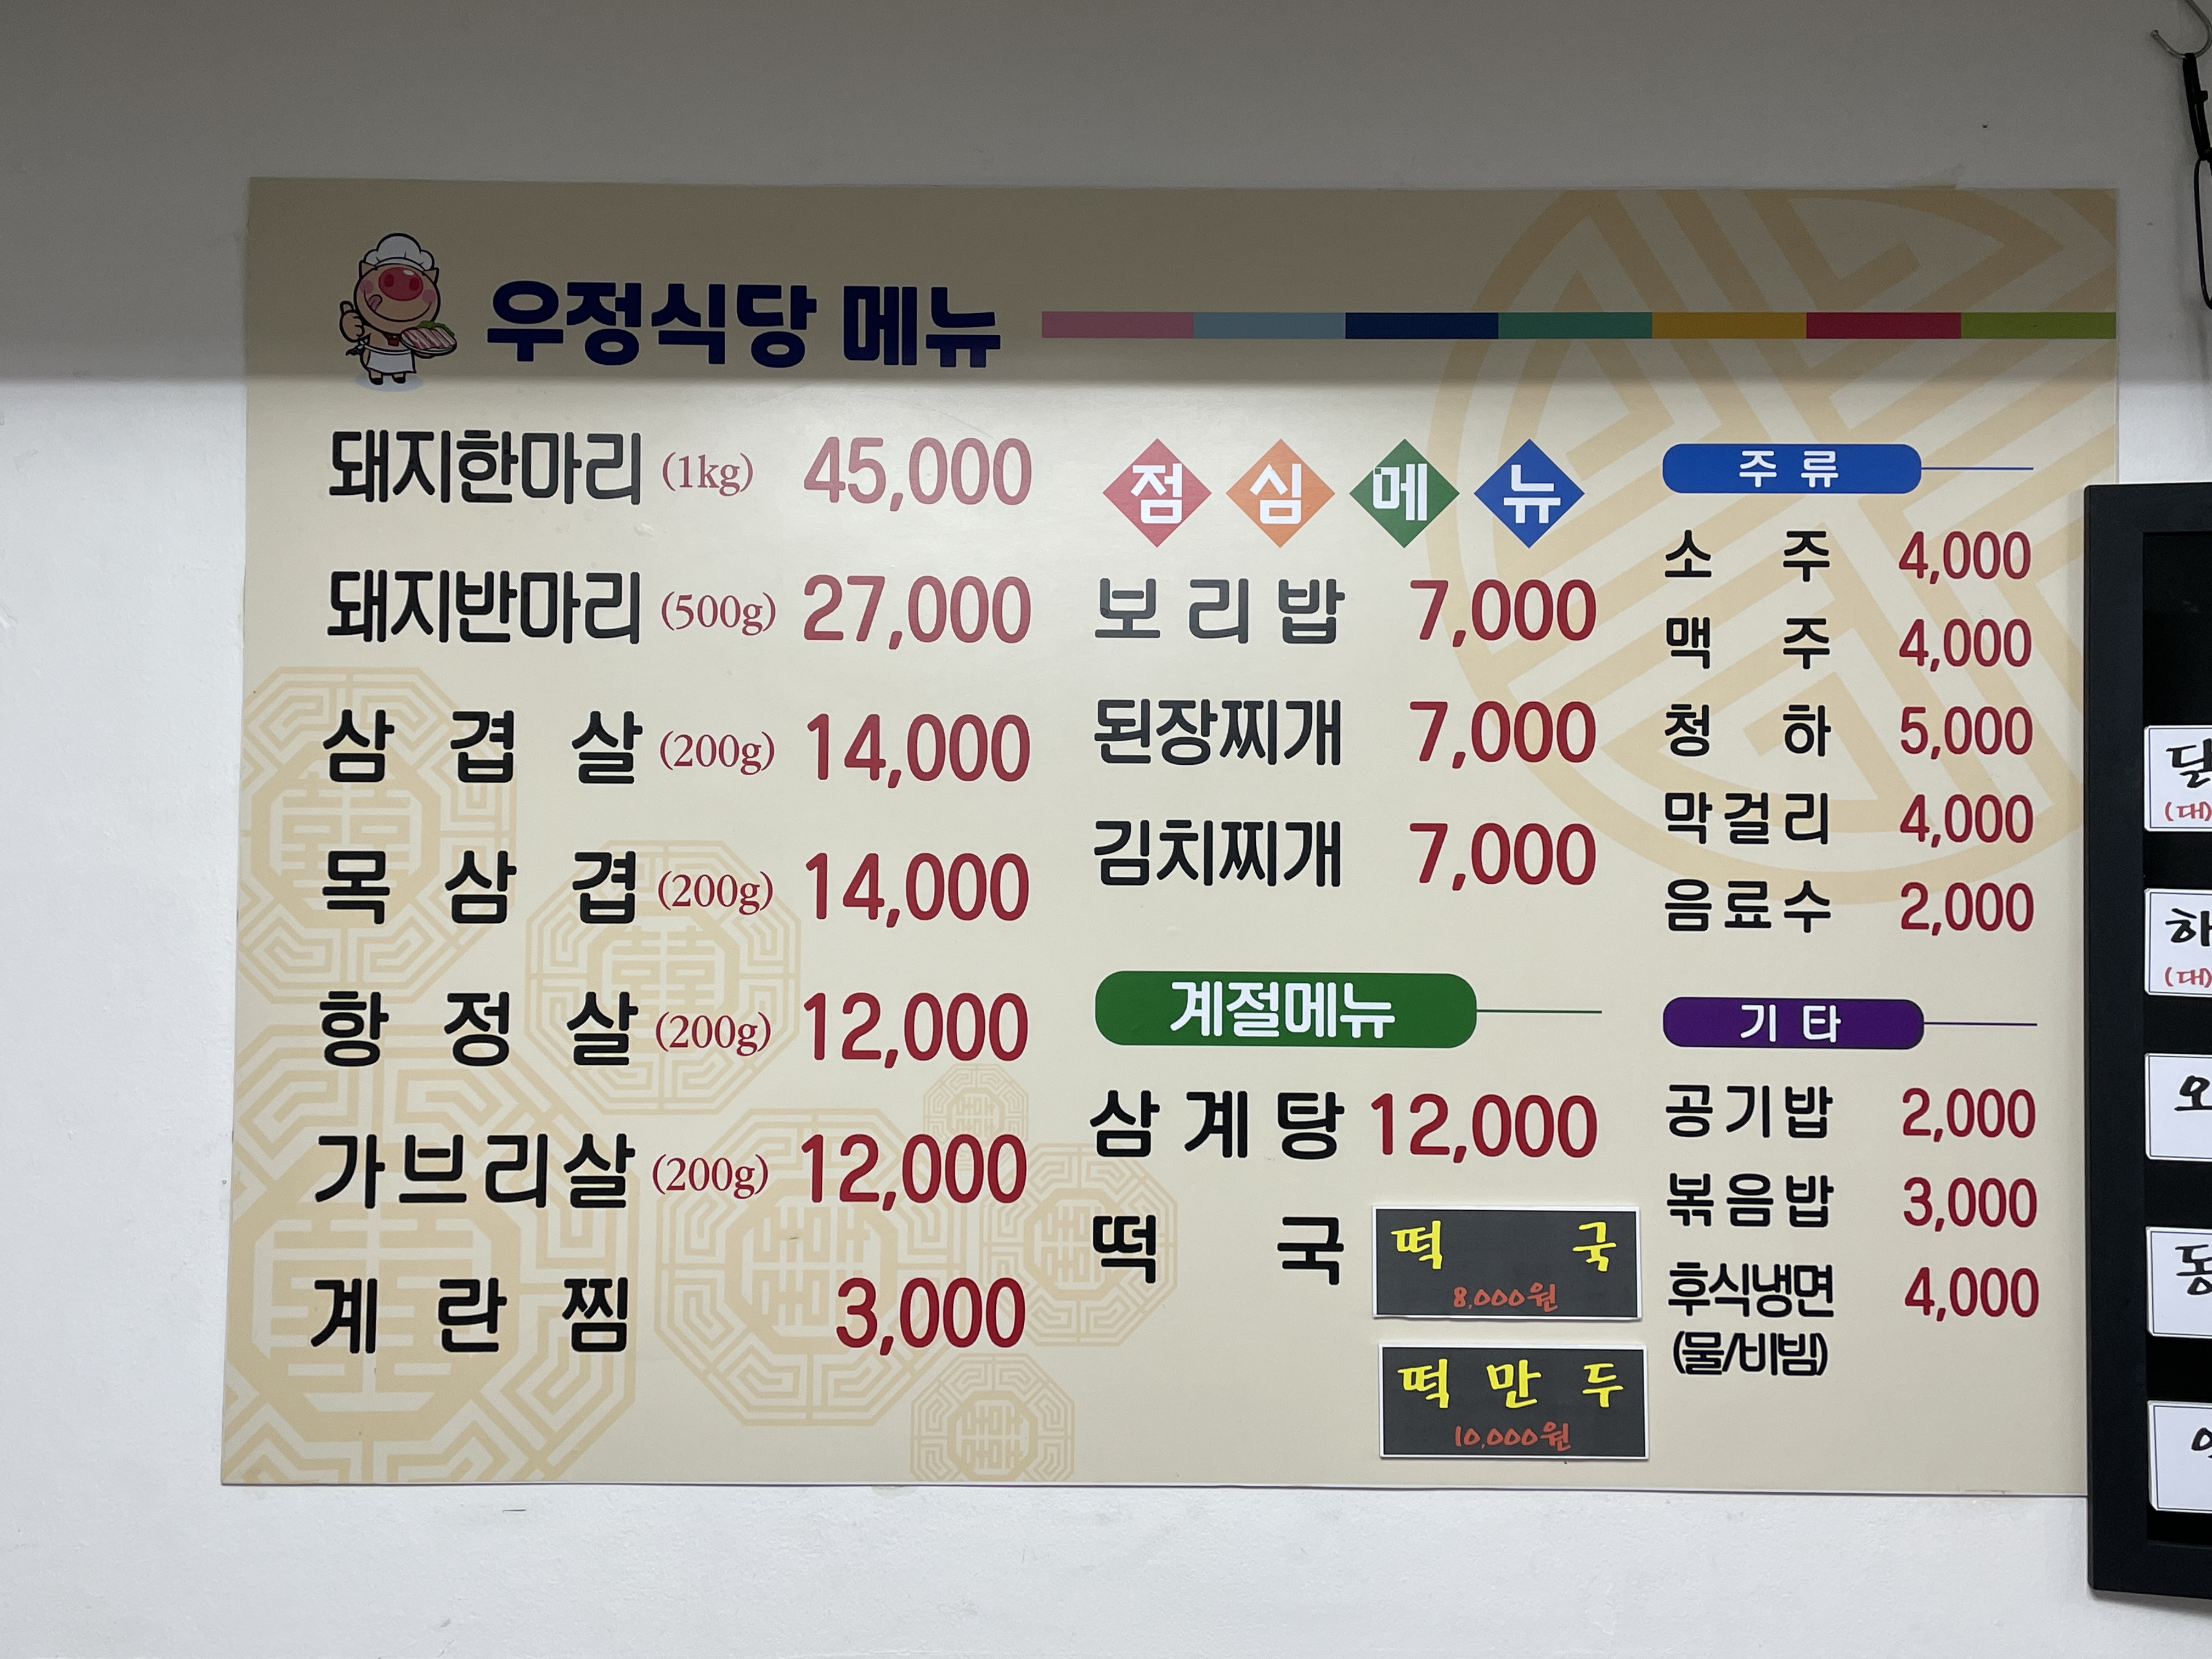 우정식당 메뉴
돼지한마리 (1kg) 45,000
돼지반마리 (500g) 27,000
삼겹살 (200g) 14,000
목삼겹 (200g) 14,000
항정살 (200g) 12,000
가브리살 (200g) 12,000
계란찜 3,000
점심메뉴
보리밥 7,000
된장찌개 7,000
김치찌개 7,000
계절메뉴
삼계탕 12,000
떡국
떡국
8,000원
떡만두
10,000원
주류
소주 4,000
맥주 4,000
청하 5,000
막걸리 4,000
음료수 2,000
기타
공기밥 2,000
볶음밥 3,000
후식냉면 4,000
(물/비빔)
(대)
(대)